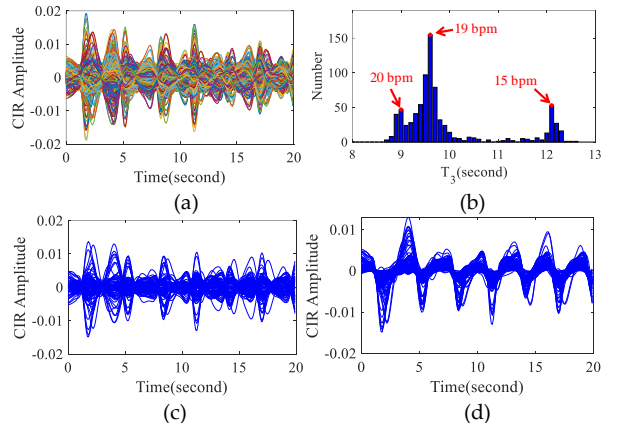 0.02
0.01
0
-0.01
-0.02
CIR Amplitude
0 5 10 15 20
Time(second)
(a)
150
100
50
0
Number
19 bpm
20 bpm
15 bpm
8 9 10 11 12 13
T_3(second)
(b)
0.02
0.01
0
-0.01
-0.02
CIR Amplitude
0 5 10 15 20
Time(second)
(c)
0.01
0
-0.01
-0.02
CIR Amplitude
0 5 10 15 20
Time(second)
(d)